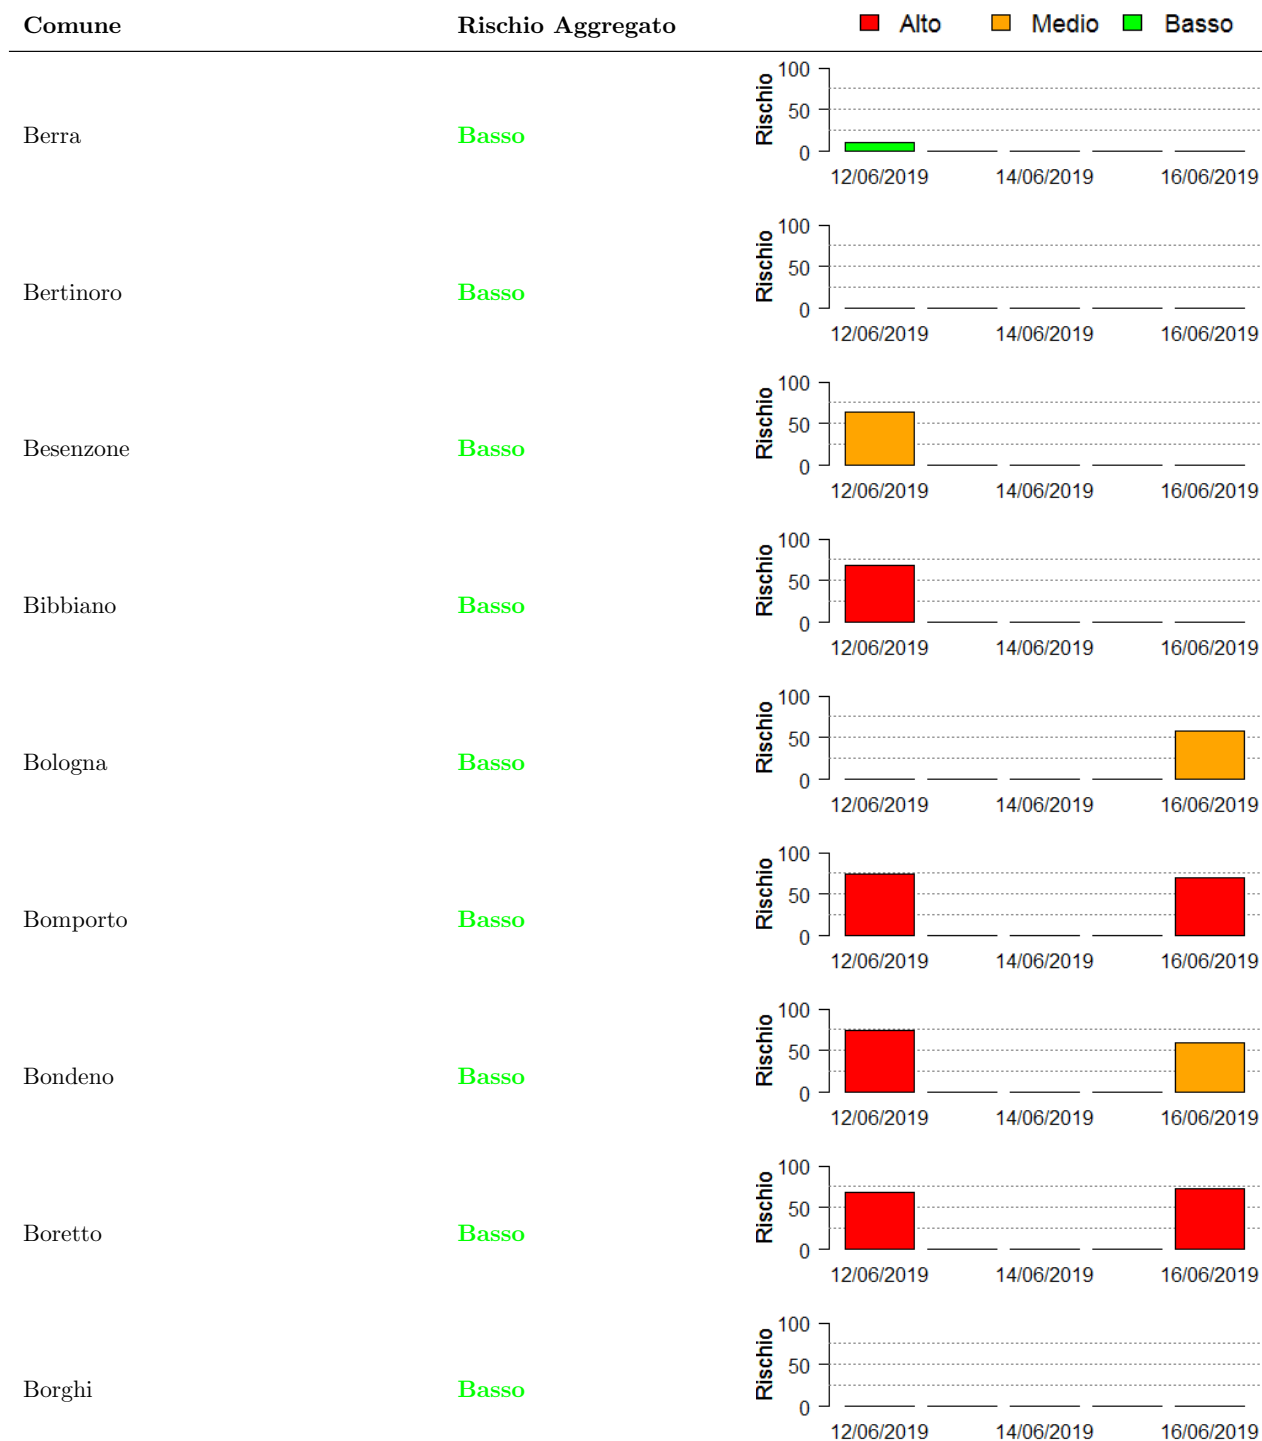 Comune Rischio Aggregato Alto Medio Basso
Berra Basso Rischio 100 50 0
12/06/2019 14/06/2019 16/06/2019
Bertinoro Basso Rischio 100 50 0
12/06/2019 14/06/2019 16/06/2019
Besenzone Basso Rischio 100 50 0
12/06/2019 14/06/2019 16/06/2019
Bibbiano Basso Rischio 100 50 0
12/06/2019 14/06/2019 16/06/2019
Bologna Basso Rischio 100 50 0
12/06/2019 14/06/2019 16/06/2019
Bomporto Basso Rischio 100 50 0
12/06/2019 14/06/2019 16/06/2019
Bondeno Basso Rischio 100 50 0
12/06/2019 14/06/2019 16/06/2019
Boretto Basso Rischio 100 50 0
12/06/2019 14/06/2019 16/06/2019
Borghi Basso Rischio 100 50 0
12/06/2019 14/06/2019 16/06/2019